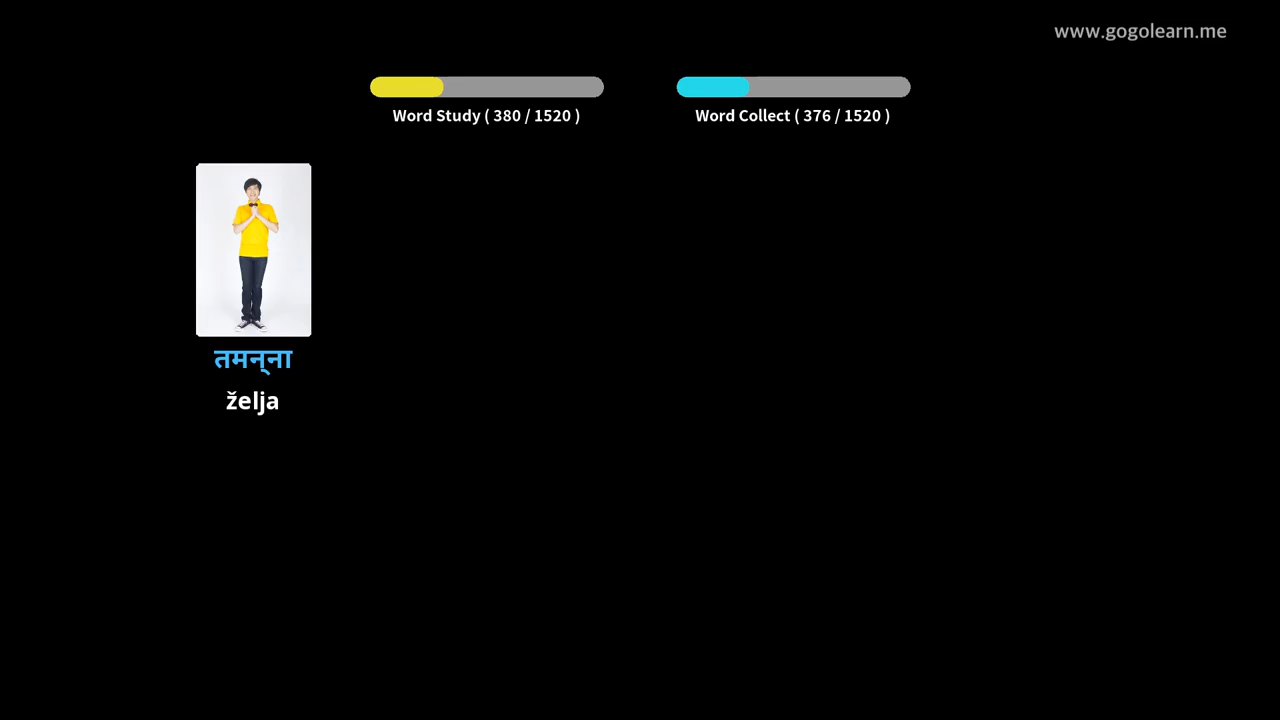 www.gogolearn.me
Word Study ( 380 / 1520 )
Word Collect ( 376 / 1520 )
तमन्‌ना
želja